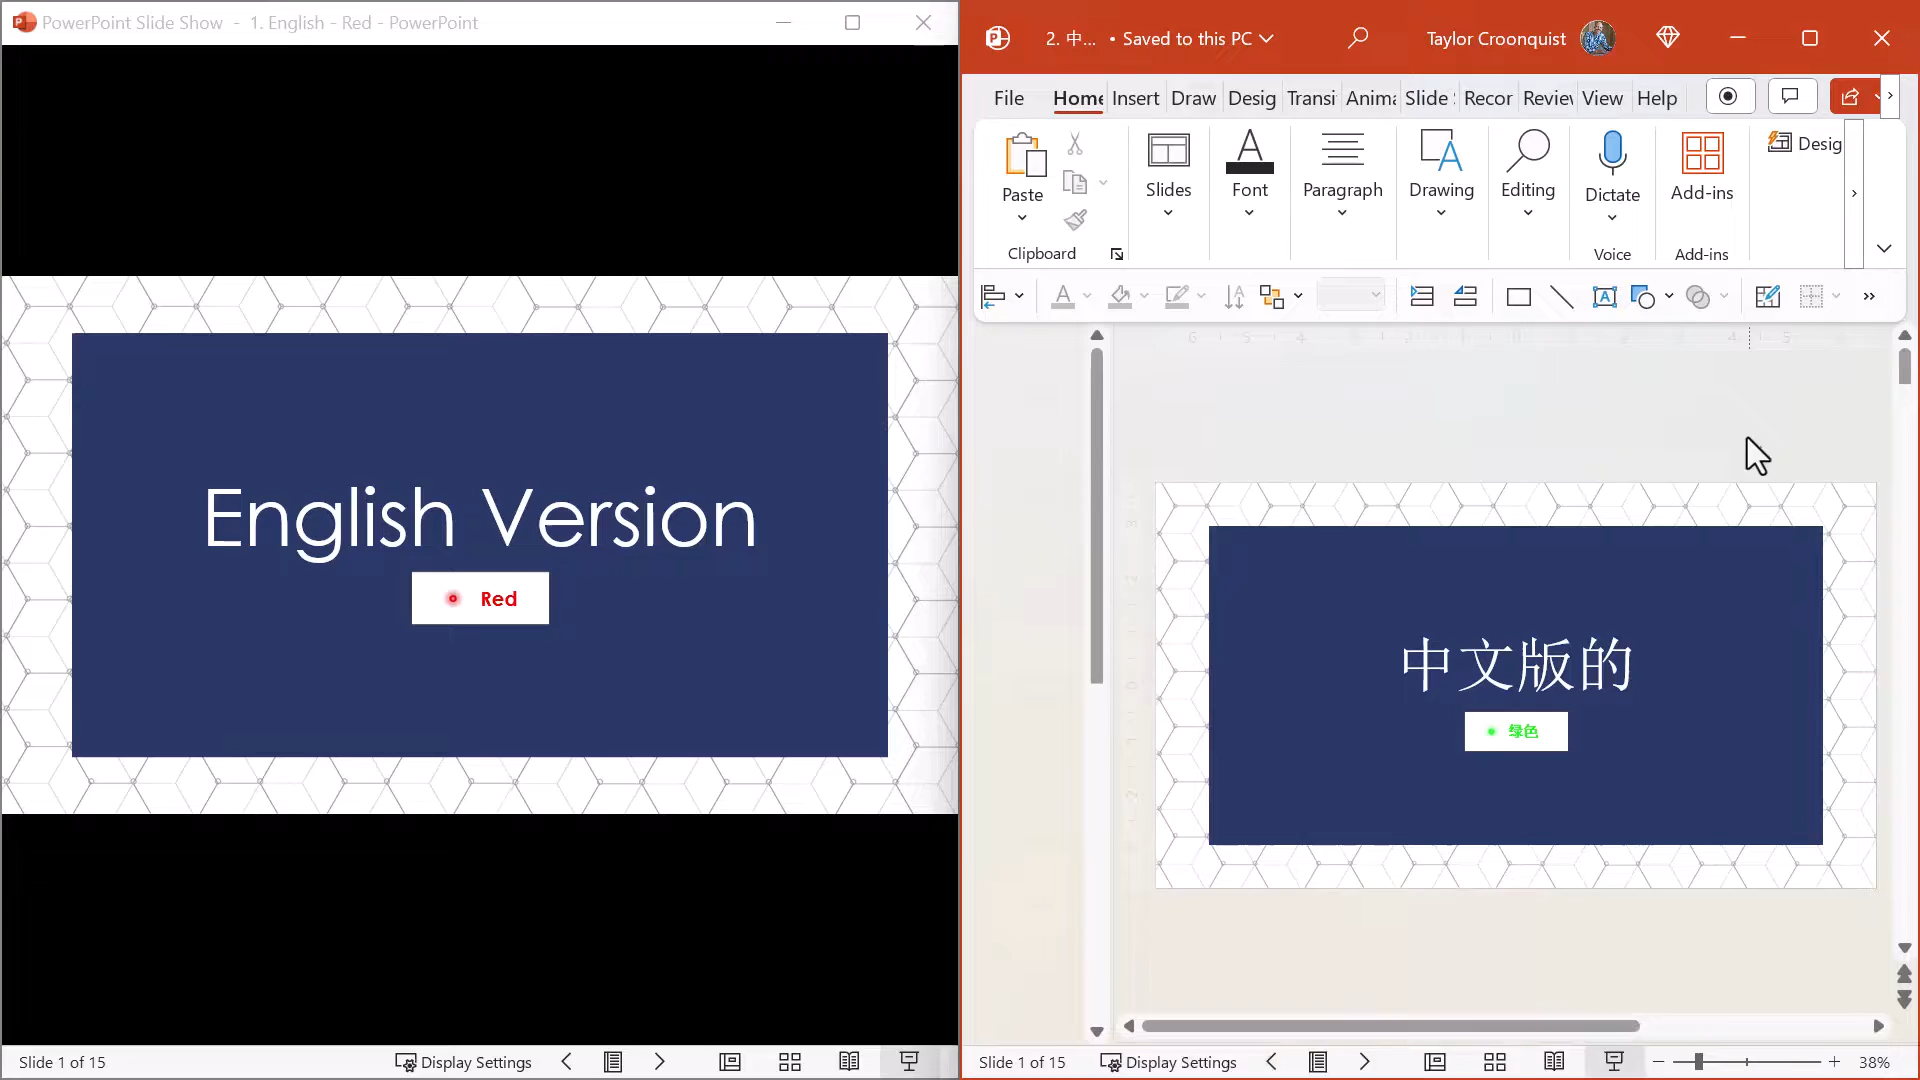 PowerPoint Slide Show - 1. English - Red - PowerPoint
English Version
Red
Slide 1 of 15
Display Settings
2. 中... • Saved to this PC
Taylor Croonquist
File Home Insert Draw Desig Transi Anima Slide Recor Review View Help
Paste
Slides
Font
Paragraph
Drawing
Editing
Dictate
Add-ins
Desig
Clipboard
Voice
Add-ins
中文版的
绿色
Slide 1 of 15
Display Settings
38%